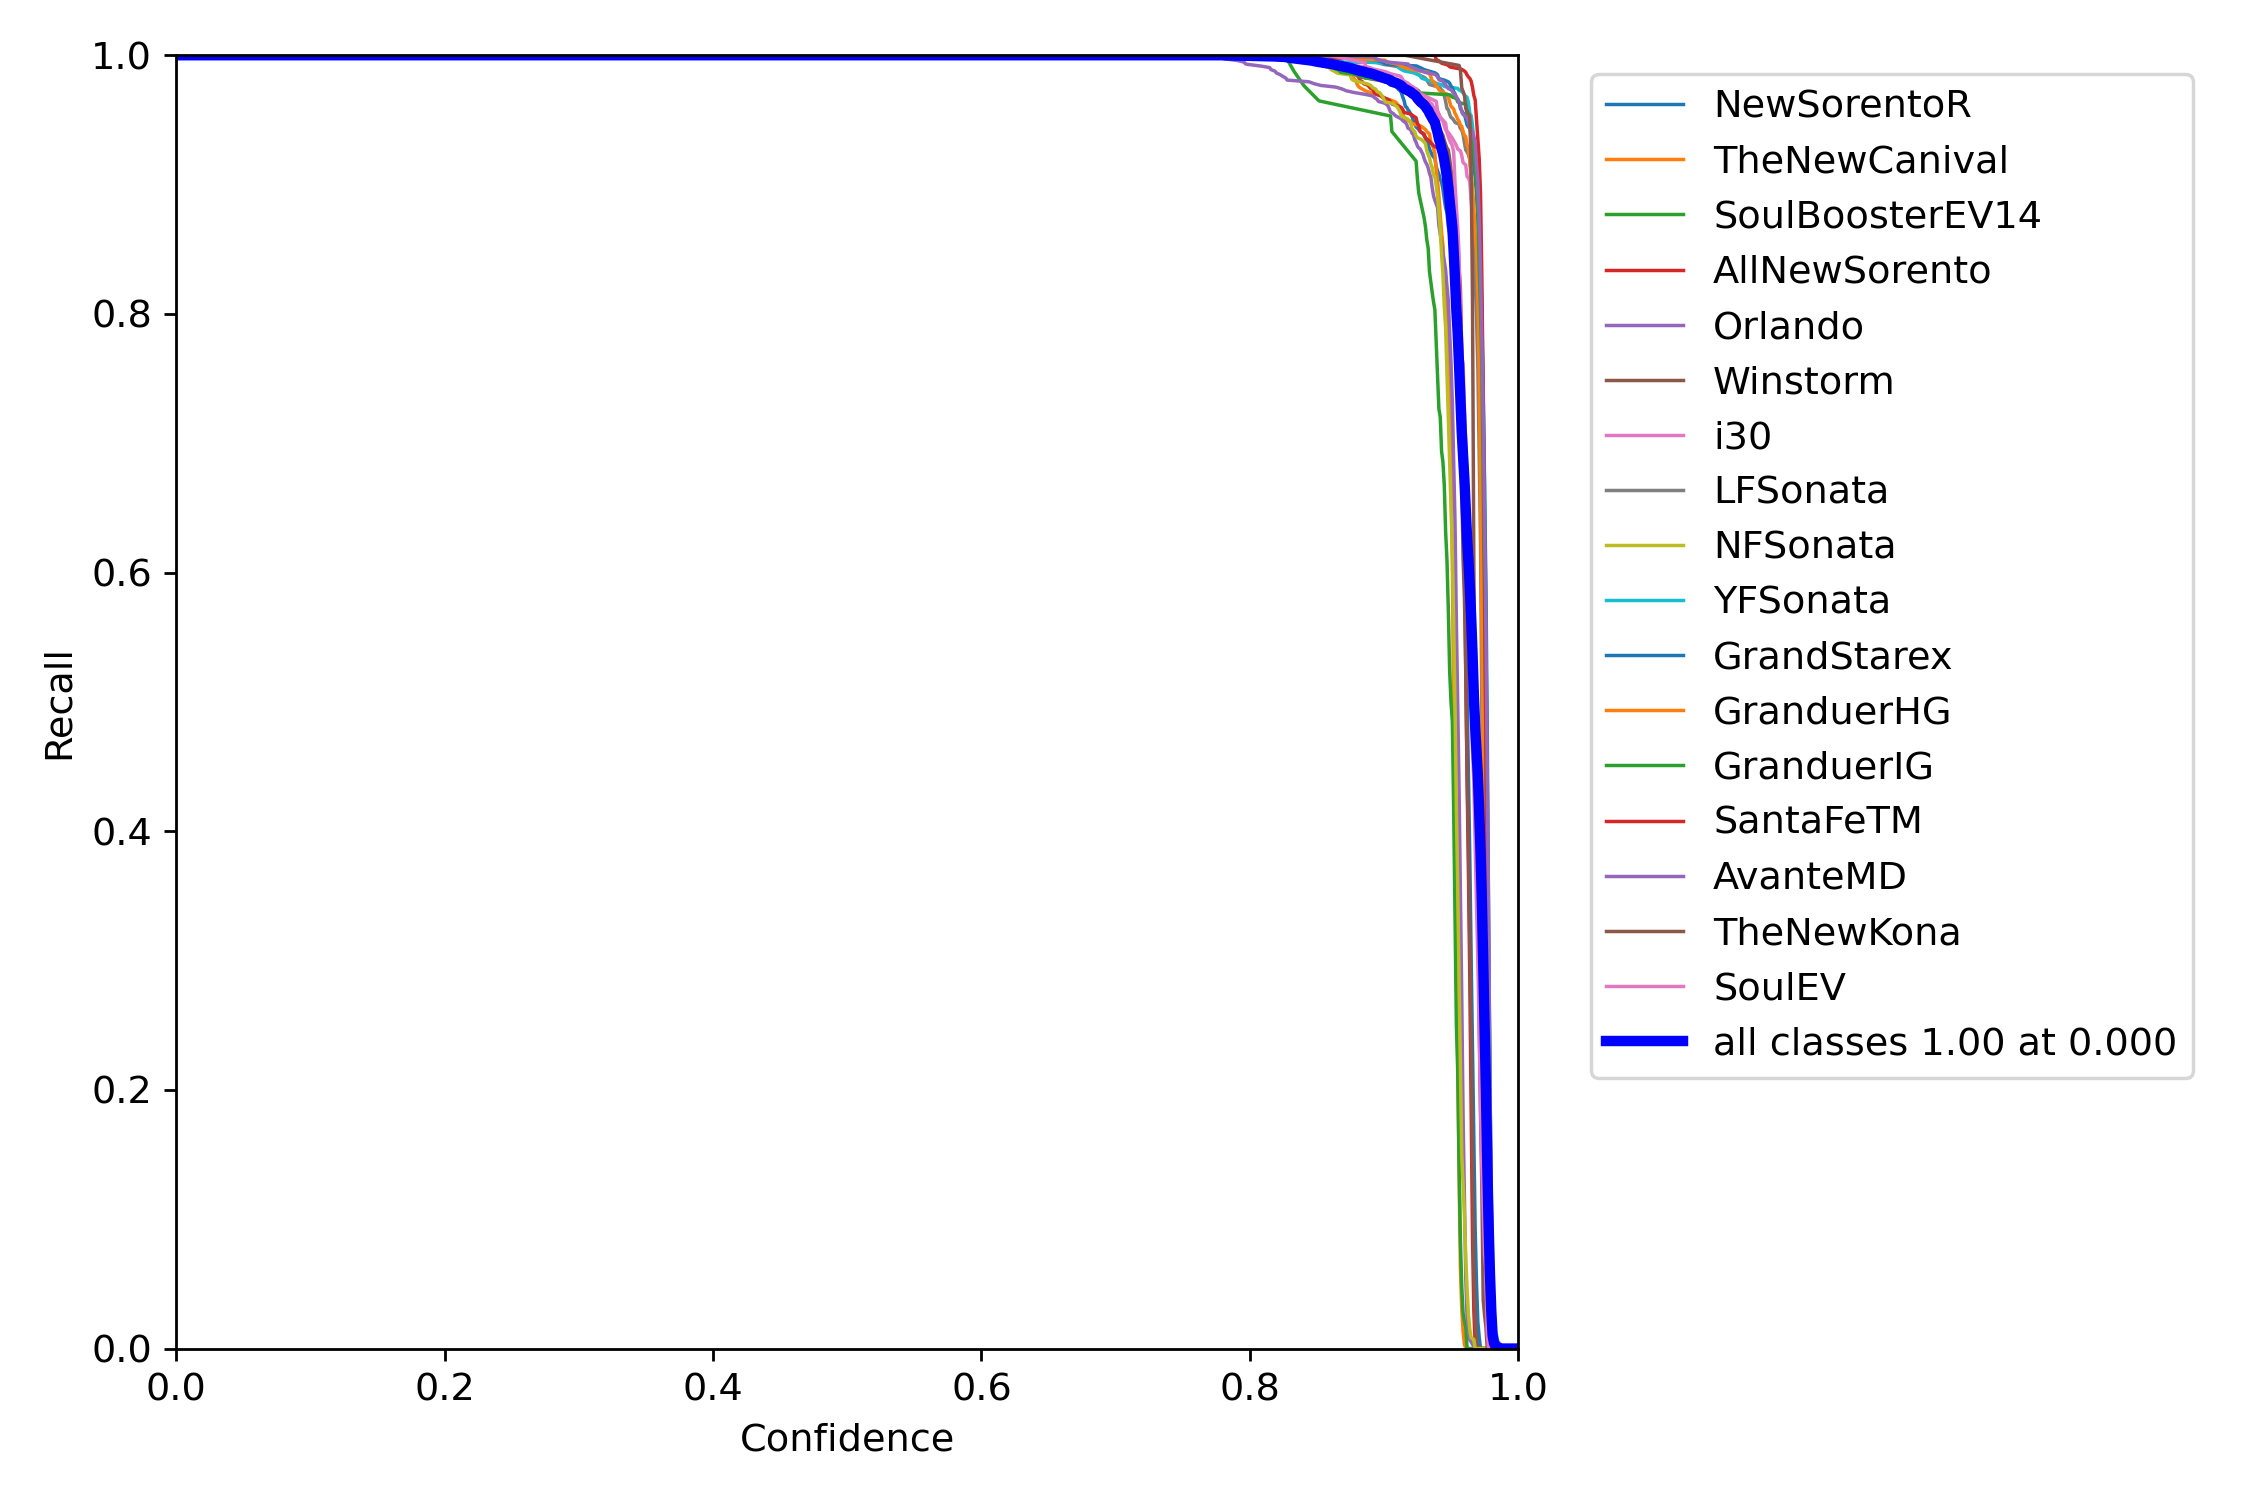 1.0
0.8
0.6
0.4
0.2
0.0
Recall
0.0 0.2 0.4 0.6 0.8 1.0
Confidence
NewSorentoR
TheNewCanival
SoulBoosterEV14
AllNewSorento
Orlando
Winstorm
i30
LFSonata
NFSonata
YFSonata
GrandStarex
GranduerHG
GranduerIG
SantaFeTM
AvanteMD
TheNewKona
SoulEV
all classes 1.00 at 0.000